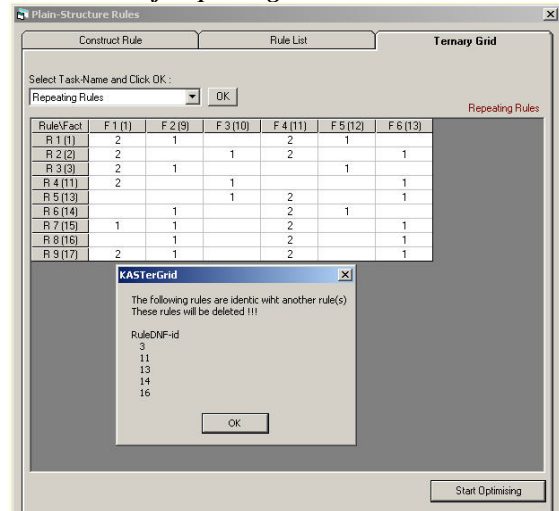 Plain-Structure Rules
Construct Rule Rule List Ternary Grid
Select Task-Name and Click OK :
Repeating Rules OK
Repeating Rules
Rule\Fact F 1 (1) F 2 (9) F 3 (10) F 4 (11) F 5 (12) F 6 (13)
R 1 (1) 2 1 2 1
R 2 (2) 2 1 2 1
R 3 (3) 2 1 1
R 4 (11) 2 1 1
R 5 (13) 1 2 1
R 6 (14) 1 2 1
R 7 (15) 1 1 2 1
R 8 (16) 1 2 1
R 9 (17) 2 1 2 1
KASTerGrid
The following rules are identic wiht another rule(s)
These rules will be deleted !!!
RuleDNF-id
3
11
13
14
16
OK
Start Optimising